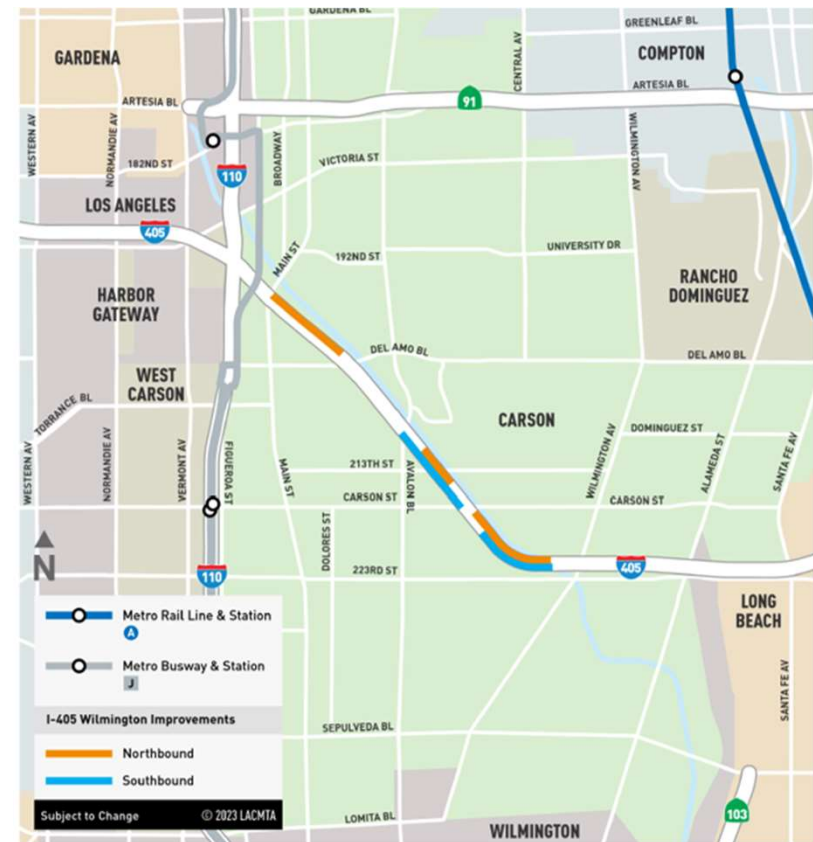 GARDENA BL
GREENLEAF BL
COMPTON
GARDENA
CENTRAL AV
ARTESIA BL
91
ARTESIA BL
WESTERN AV
NORMANDIE AV
BROADWAY
VICTORIA ST
WILMINGTON AV
182ND ST
110
LOS ANGELES
405
MAIN ST
192ND ST
UNIVERSITY DR
RANCHO
DOMINGUEZ
HARBOR
GATEWAY
DEL AMO BL
DEL AMO BL
WEST
CARSON
TORRANCE BL
CARSON
DOMINGUEZ ST
WESTERN AV
NORMANDIE AV
VERMONT AV
FIGUEROA ST
MAIN ST
213TH ST
AVALON BL
WILMINGTON AV
ALAMEDA ST
SANTA FE AV
CARSON ST
CARSON ST
DOLORES ST
N
110
223RD ST
405
LONG
BEACH
Metro Rail Line & Station
A
Metro Busway & Station
J
SANTA FE AV
I-405 Wilmington Improvements
SEPULVEDA BL
Northbound
Southbound
Subject to Change © 2023 LACMTA
LOMITA BL
WILMINGTON
103